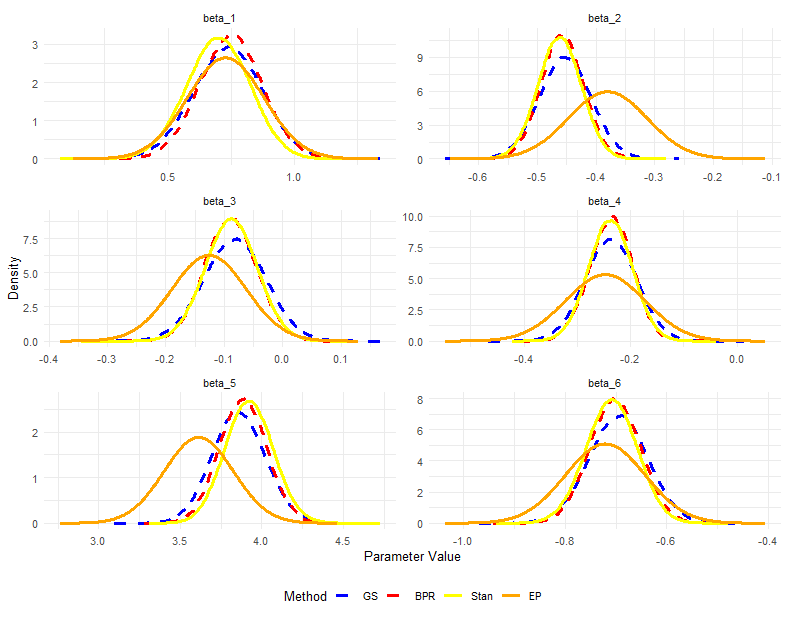 beta_1 beta_2
3
2
1
0
9
6
3
0
0.5 1.0
-0.6 -0.5 -0.4 -0.3 -0.2 -0.1
beta_3 beta_4
7.5
5.0
2.5
0.0
10.0
7.5
5.0
2.5
0.0
-0.4 -0.3 -0.2 -0.1 0.0 0.1
-0.4 -0.2 0.0
Density
beta_5 beta_6
2
1
0
8
6
4
2
0
3.0 3.5 4.0 4.5
-1.0 -0.8 -0.6 -0.4
Parameter Value
Method GS BPR Stan EP